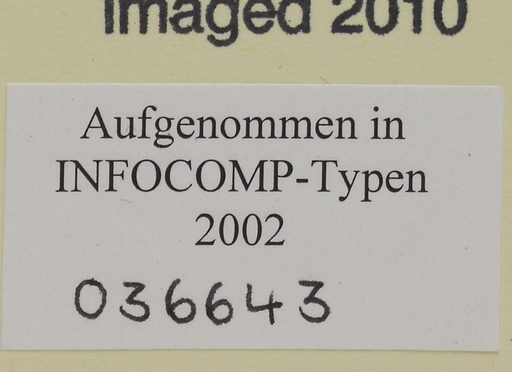 Imaged 2010
Aufgenommen in
INFOCOMP-Typen
2002
036643